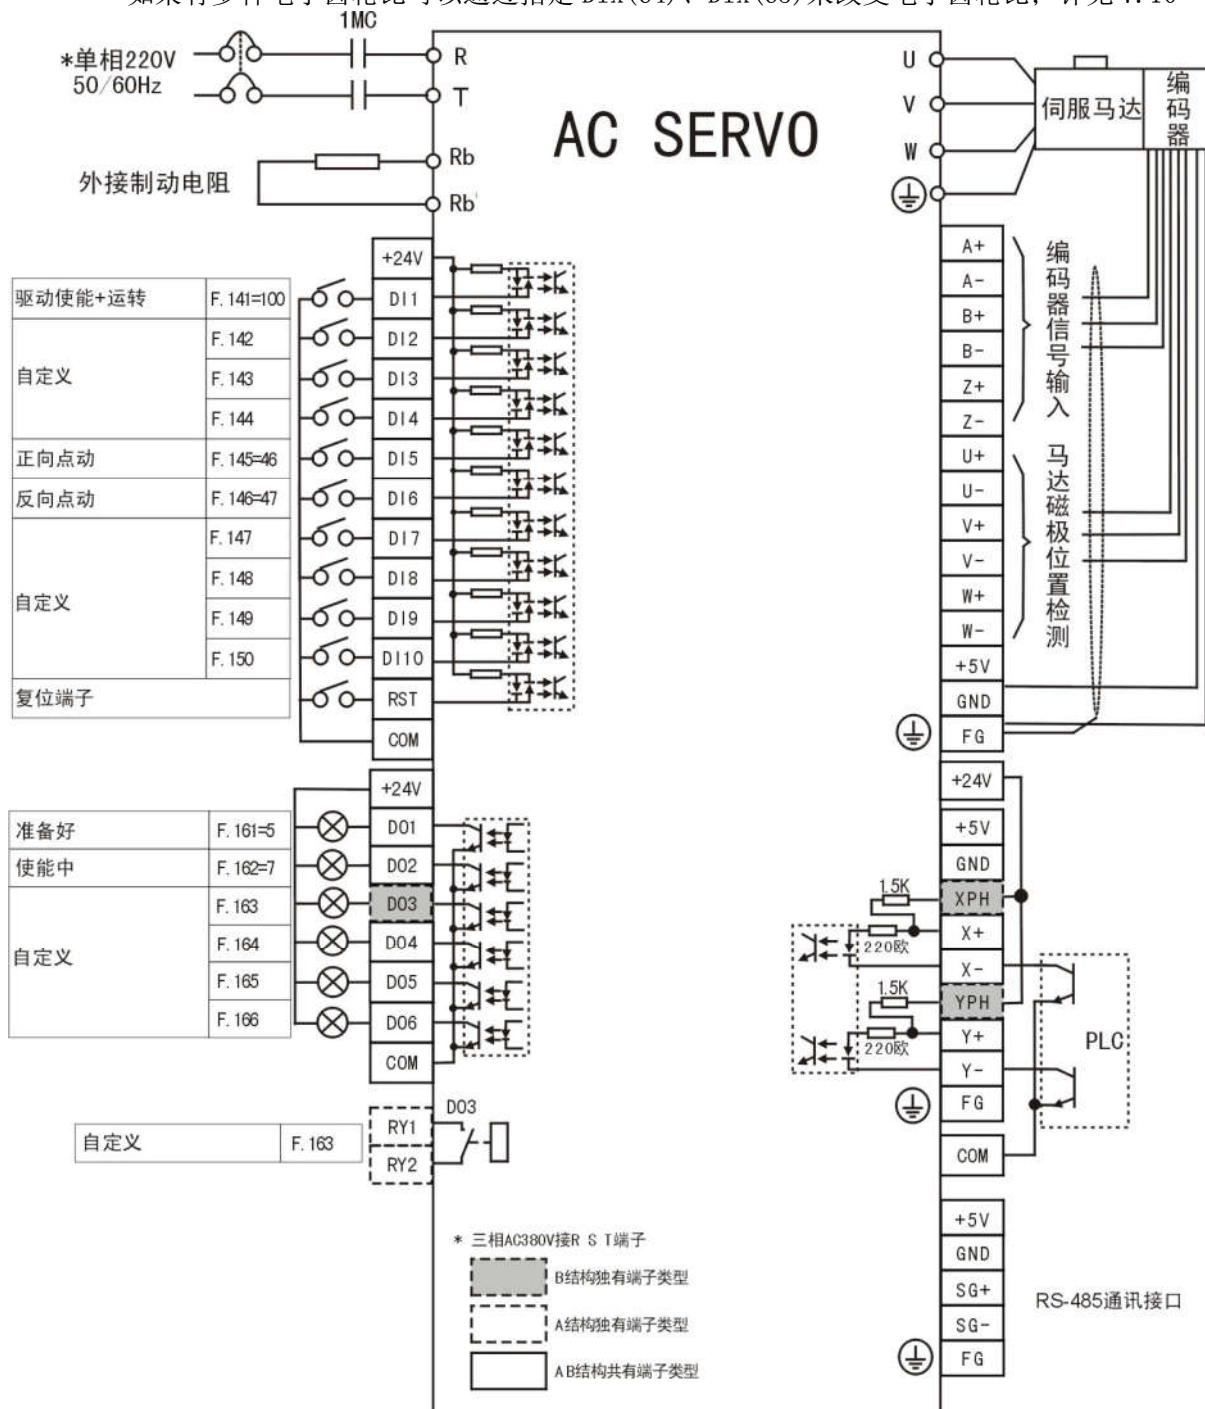 1MC
*单相220V
50/60Hz
R
T
外接制动电阻
Rb
Rb'
AC SERVO
U
V
W
伺服马达
编码器
+24V
驱动使能+运转 F.141=100 DI1
自定义
F.142 DI2
F.143 DI3
F.144 DI4
正向点动 F.145=46 DI5
反向点动 F.146=47 DI6
自定义
F.147 DI7
F.148 DI8
F.149 DI9
F.150 DI10
复位端子 RST
COM
+24V
准备好 F.161=5 DO1
使能中 F.162=7 DO2
自定义
F.163 DO3
F.164 DO4
F.165 DO5
F.166 DO6
COM
DO3
自定义 F.163
RY1
RY2
A+
A-
B+
B-
Z+
Z-
编码器信号输入
U+
U-
V+
V-
W+
W-
马达磁极位置检测
+5V
GND
FG
+24V
+5V
GND
1.5K
XPH
X+
220欧
X-
1.5K
YPH
Y+
220欧
Y-
PLC
FG
COM
+5V
GND
SG+
SG-
FG
RS-485通讯接口
* 三相AC380V接R S T端子
B结构独有端子类型
A结构独有端子类型
AB结构共有端子类型